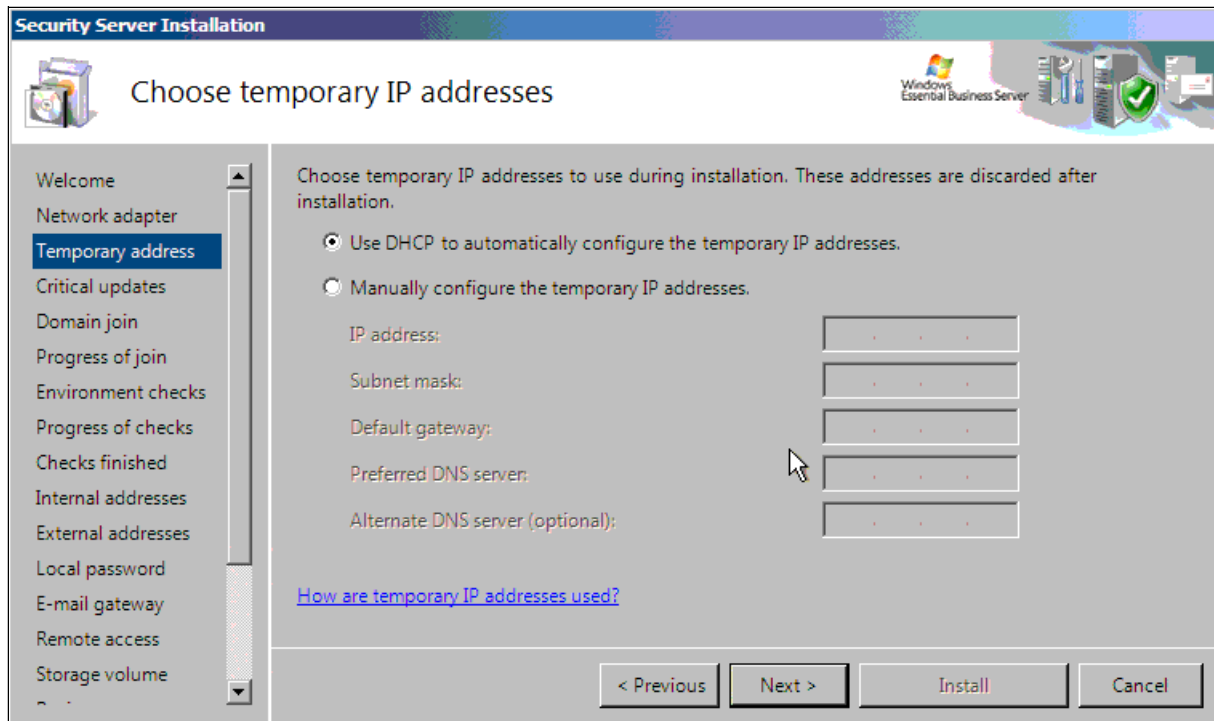 Security Server Installation
Choose temporary IP addresses
Windows
Essential Business Server
Welcome
Network adapter
Temporary address
Critical updates
Domain join
Progress of join
Environment checks
Progress of checks
Checks finished
Internal addresses
External addresses
Local password
E-mail gateway
Remote access
Storage volume
Choose temporary IP addresses to use during installation. These addresses are discarded after
installation.
Use DHCP to automatically configure the temporary IP addresses.
Manually configure the temporary IP addresses.
IP address:
Subnet mask:
Default gateway:
Preferred DNS server:
Alternate DNS server (optional):
How are temporary IP addresses used?
< Previous
Next >
Install
Cancel